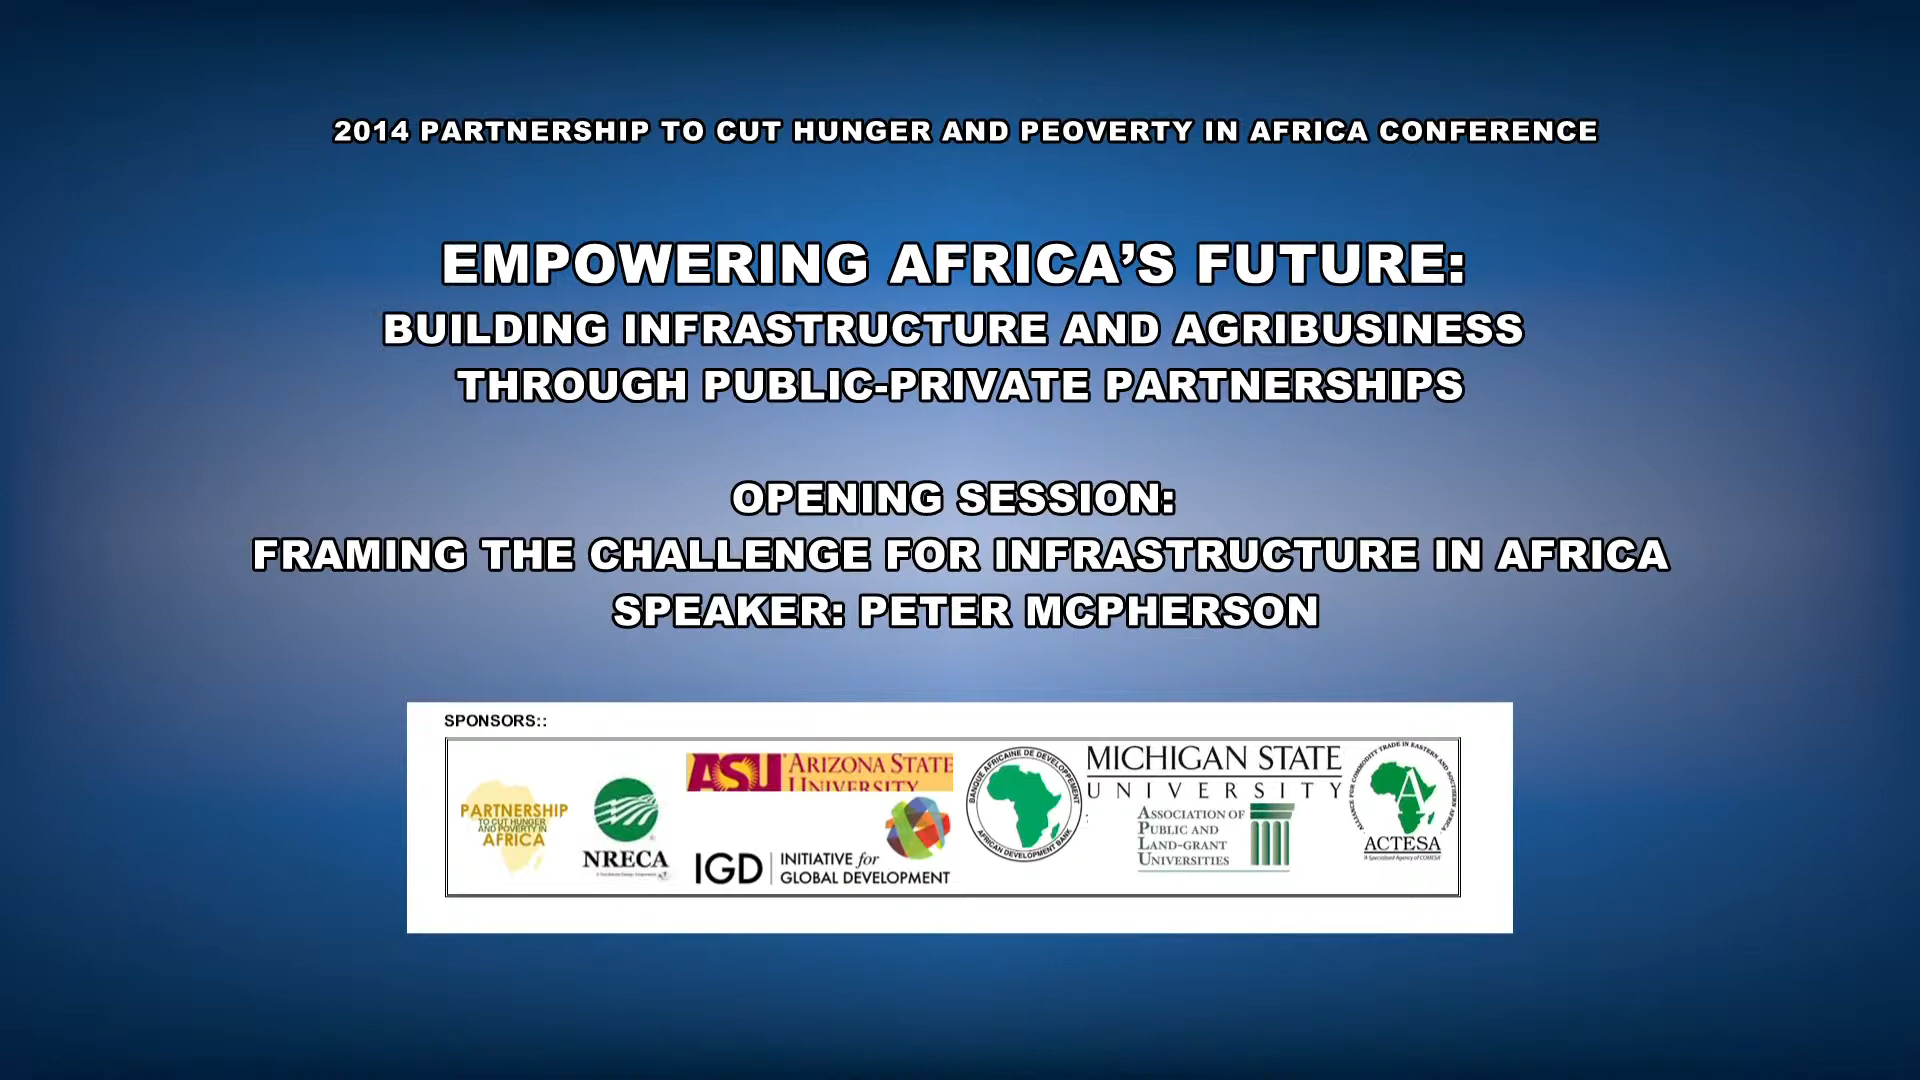 2014 PARTNERSHIP TO CUT HUNGER AND PEOVERTY IN AFRICA CONFERENCE
EMPOWERING AFRICA'S FUTURE:
BUILDING INFRASTRUCTURE AND AGRIBUSINESS
THROUGH PUBLIC-PRIVATE PARTNERSHIPS
OPENING SESSION:
FRAMING THE CHALLENGE FOR INFRASTRUCTURE IN AFRICA
SPEAKER: PETER MCPHERSON
SPONSORS::
PARTNERSHIP
TO CUT HUNGER
AND POVERTY IN
AFRICA
NRECA
ASU ARIZONA STATE
UNIVERSITY
IGD INITIATIVE for
GLOBAL DEVELOPMENT
BANQUE AFRICAINE DE DEVELOPPEMENT
AFRICAN DEVELOPMENT BANK
MICHIGAN STATE
UNIVERSITY
ASSOCIATION OF
PUBLIC AND
LAND-GRANT
UNIVERSITIES
ALLIANCE FOR COMMODITY TRADE IN EASTERN AND SOUTHERN AFRICA
A
ACTESA
A Specialised Agency of COMESA